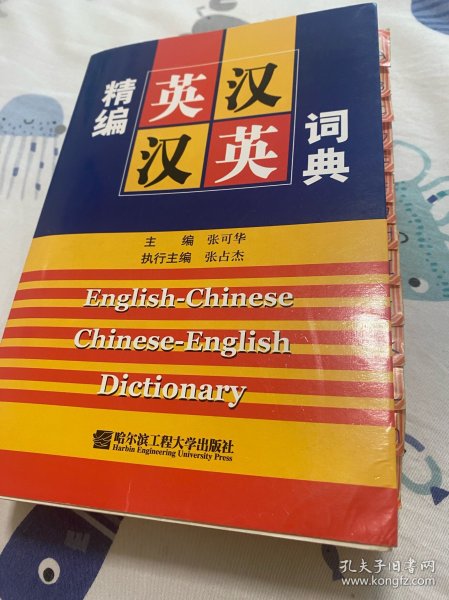 精编
英汉
汉英
词典
主 编 张可华
执行主编 张占杰
English-Chinese
Chinese-English
Dictionary
哈尔滨工程大学出版社
Harbin Engineering University Press
孔夫子旧书网
www.kongfz.com